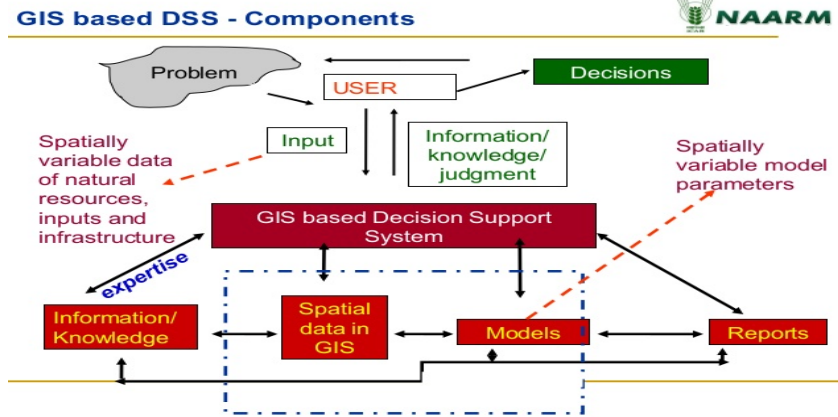 GIS based DSS - Components
NAARM
Problem
USER
Decisions
Input
Information/
knowledge/
judgment
Spatially
variable data
of natural
resources,
inputs and
infrastructure
Spatially
variable model
parameters
GIS based Decision Support
System
expertise
Information/
Knowledge
Spatial
data in
GIS
Models
Reports